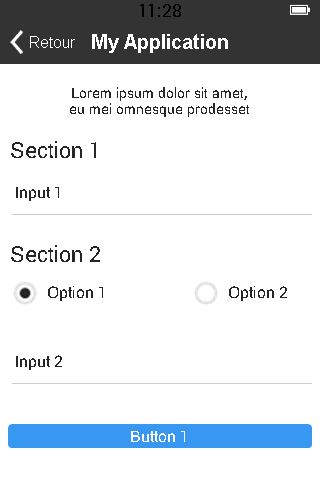 11:28
Retour My Application
Lorem ipsum dolor sit amet,
eu mei omnesque prodesset
Section 1
Input 1
Section 2
Option 1 Option 2
Input 2
Button 1